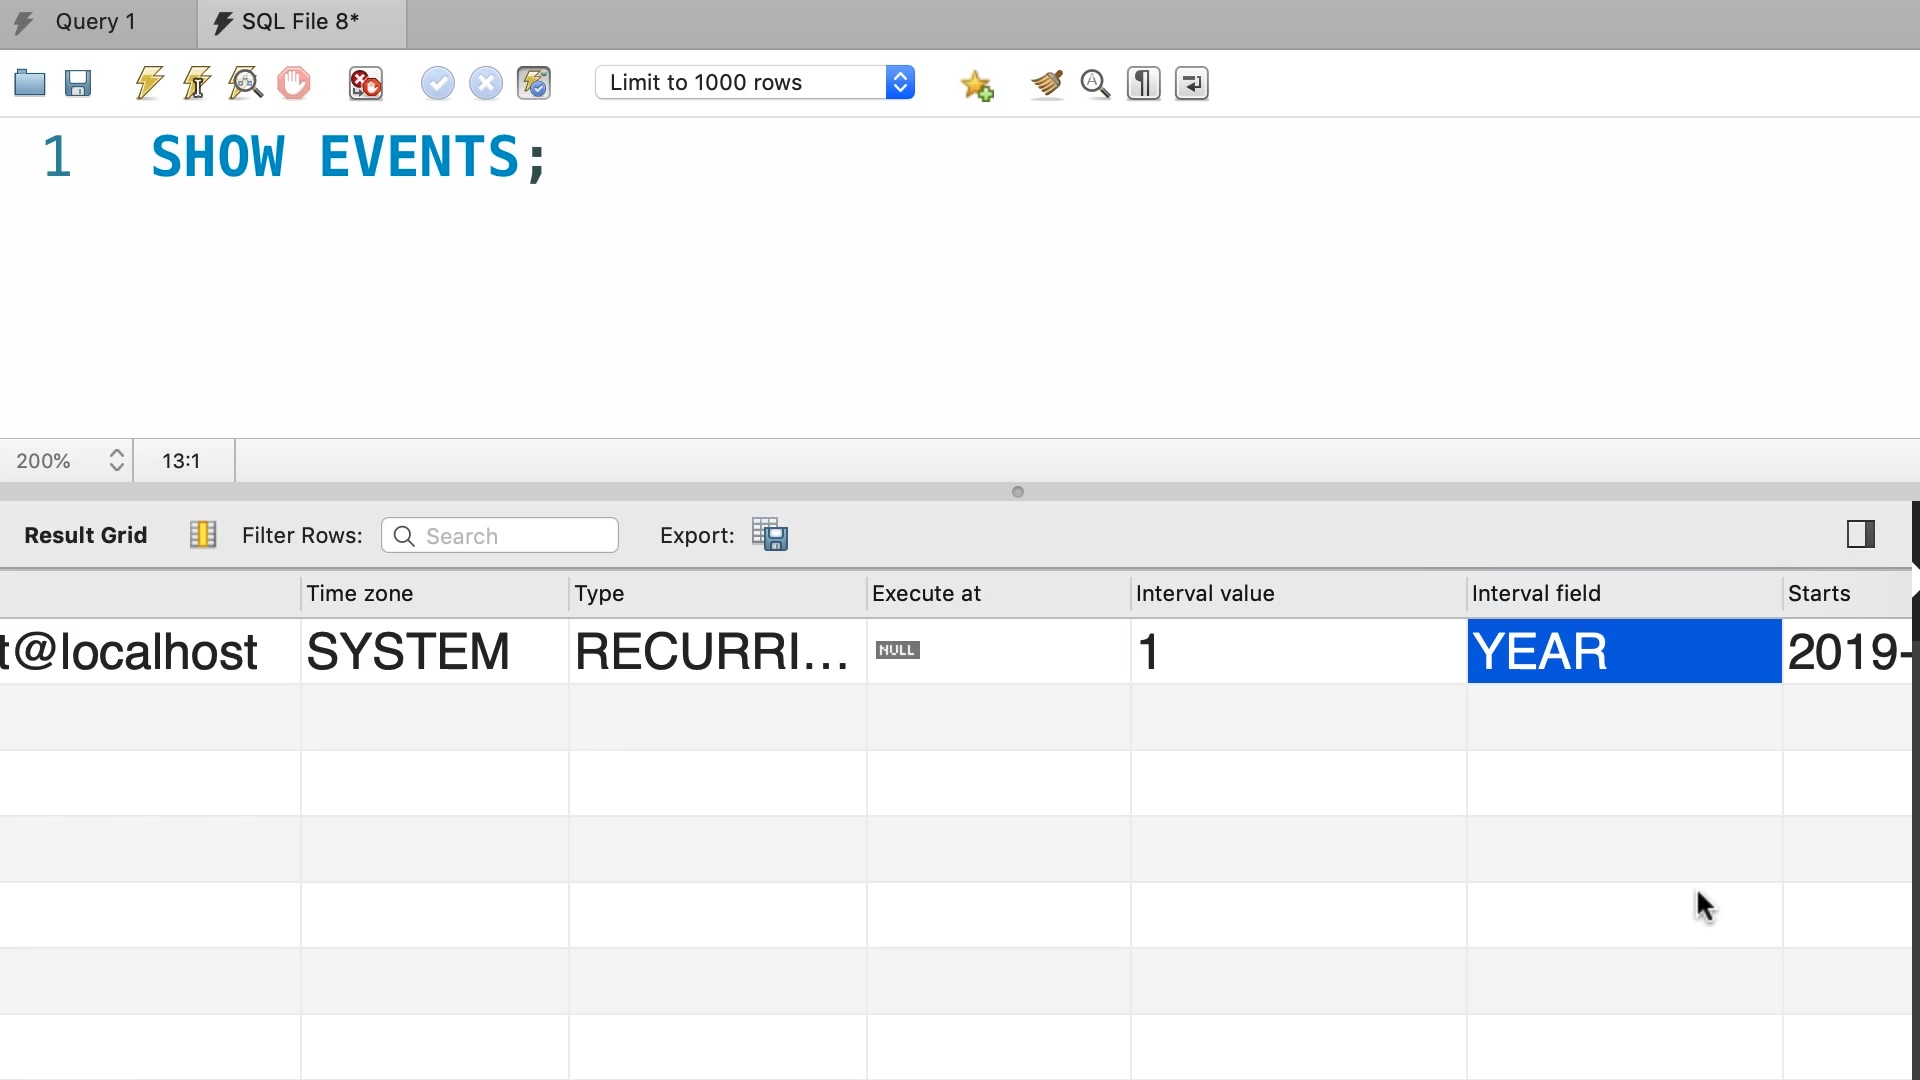 Query 1
SQL File 8*
Limit to 1000 rows
1 SHOW EVENTS;
200% 13:1
Result Grid Filter Rows: Search Export:
Time zone Type Execute at Interval value Interval field Starts
t@localhost SYSTEM RECURRI... NULL 1 YEAR 2019-